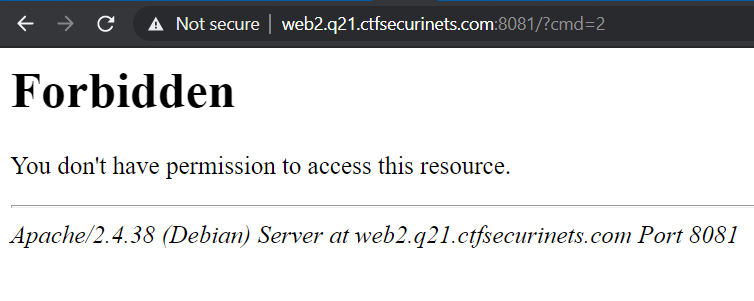 Not secure | web2.q21.ctfsecurinets.com:8081/?cmd=2
Forbidden
You don't have permission to access this resource.
Apache/2.4.38 (Debian) Server at web2.q21.ctfsecurinets.com Port 8081